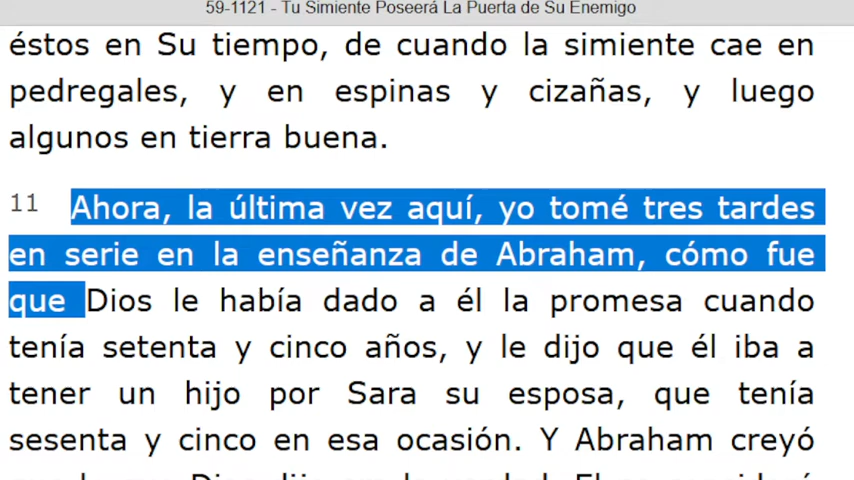 59-1121 - Tu Simiente Poseerá La Puerta de Su Enemigo
éstos en Su tiempo, de cuando la simiente cae en
pedregales, y en espinas y cizañas, y luego
algunos en tierra buena.
11 Ahora, la última vez aquí, yo tomé tres tardes
en serie en la enseñanza de Abraham, cómo fue
que Dios le había dado a él la promesa cuando
tenía setenta y cinco años, y le dijo que él iba a
tener un hijo por Sara su esposa, que tenía
sesenta y cinco en esa ocasión. Y Abraham creyó